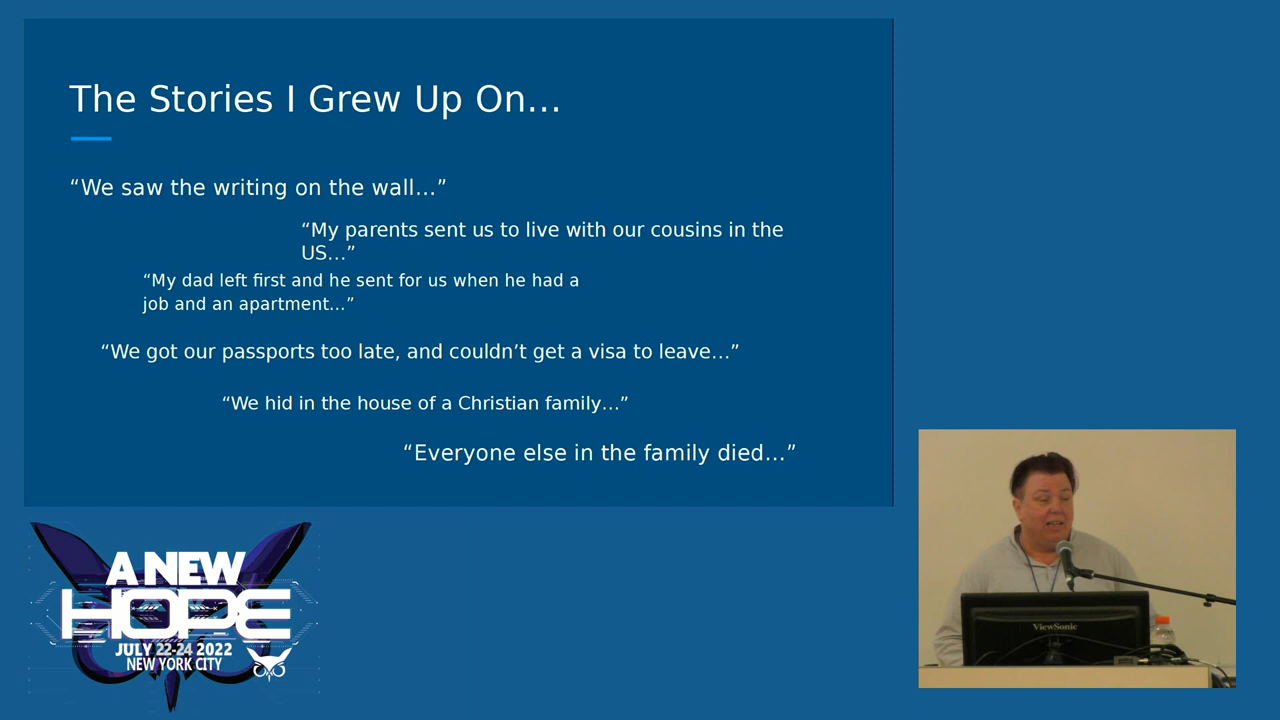 The Stories I Grew Up On...
“We saw the writing on the wall...”
“My parents sent us to live with our cousins in the
US...”
“My dad left first and he sent for us when he had a
job and an apartment...”
“We got our passports too late, and couldn’t get a visa to leave...”
“We hid in the house of a Christian family...”
“Everyone else in the family died...”
A NEW
HOPE
JULY 22-24 2022
NEW YORK CITY
ViewSonic